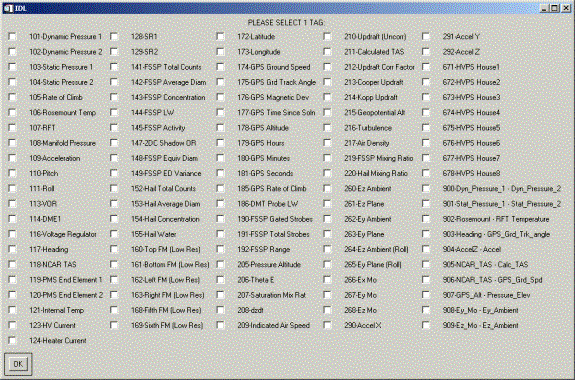 IDL
PLEASE SELECT 1 TAG:
101-Dynamic Pressure 1
102-Dynamic Pressure 2
103-Static Pressure 1
104-Static Pressure 2
105-Rate of Climb
106-Rosemount Temp
107-RFT
108-Manifold Pressure
109-Acceleration
110-Pitch
111-Roll
113-VOR
114-DME1
116-Voltage Regulator
117-Heading
118-NCAR TAS
119-PMS End Element 1
120-PMS End Element 2
121-Internal Temp
123-HV Current
124-Heater Current
128-SR1
129-SR2
141-FSSP Total Counts
142-FSSP Average Diam
143-FSSP Concentration
144-FSSP LW
145-FSSP Activity
147-2DC Shadow OR
148-FSSP Equiv Diam
149-FSSP ED Variance
152-Hail Total Counts
153-Hail Average Diam
154-Hail Concentration
155-Hail Water
160-Top FM (Low Res)
161-Bottom FM (Low Res)
162-Left FM (Low Res)
163-Right FM (Low Res)
168-Fifth FM (Low Res)
169-Sixth FM (Low Res)
172-Latitude
173-Longitude
174-GPS Ground Speed
175-GPS Grd Track Angle
176-GPS Magnetic Dev
177-GPS Time Since Soln
178-GPS Altitude
179-GPS Hours
180-GPS Minutes
181-GPS Seconds
185-GPS Rate of Climb
186-DMT Probe LW
190-FSSP Gated Strobes
191-FSSP Total Strobes
192-FSSP Range
205-Pressure Altitude
206-Theta E
207-Saturation Mix Rat
208-dzdt
209-Indicated Air Speed
210-Updraft (Uncorr)
211-Calculated TAS
212-Updraft Corr Factor
213-Cooper Updraft
214-Kopp Updraft
215-Geopotential Alt
216-Turbulence
217-Air Density
219-FSSP Mixing Ratio
220-Hail Mixing Ratio
260-Ez Ambient
261-Ez Plane
262-Ey Ambient
263-Ey Plane
264-Ez Ambient (Roll)
265-Ey Plane (Roll)
266-Ex Mo
267-Ey Mo
268-Ez Mo
290-Accel X
291-Accel Y
292-Accel Z
671-HVPS House1
672-HVPS House2
673-HVPS House3
674-HVPS House4
675-HVPS House5
676-HVPS House6
677-HVPS House7
678-HVPS House8
900-Dyn_Pressure_1 - Dyn_Pressure_2
901-Stat_Pressure_1 - Stat_Pressure_2
902-Rosemount - RFT Temperature
903-Heading - GPS_Grd_Trk_angle
904-AccelZ - Accel
905-NCAR_TAS - Calc_TAS
906-NCAR_TAS - GPS_Grd_Spd
907-GPS_Alt - Pressure_Elev
908-Ey_Mo - Ey_Ambient
909-Ez_Mo - Ez_Ambient
OK